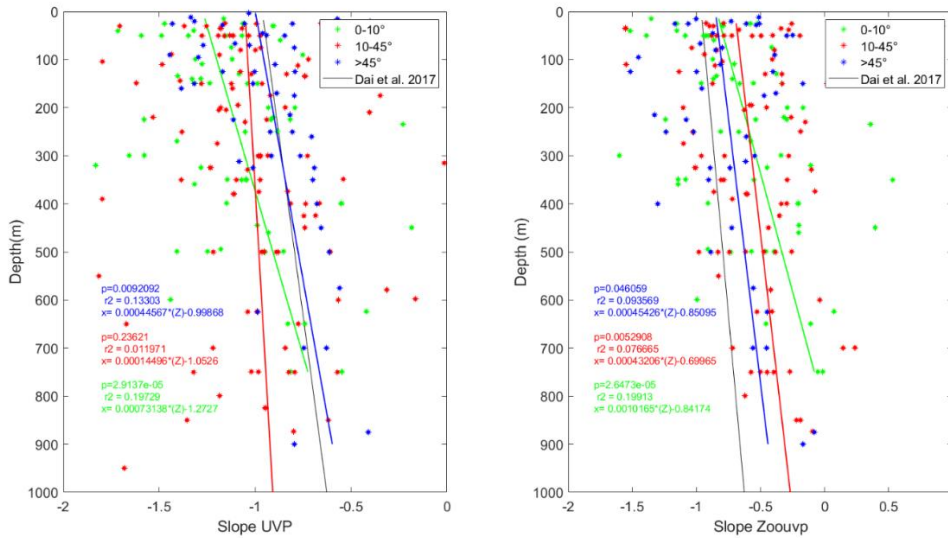 0-10°
10-45°
>45°
Dai et al. 2017
0
100
200
300
400
500
600
700
800
900
1000
Depth(m)
p=0.0092092
r2 = 0.13303
x= 0.00044567*(Z)-0.99868
p=0.23621
r2 = 0.011971
x= 0.00014496*(Z)-1.0526
p=2.9137e-05
r2 = 0.19729
x= 0.00073138*(Z)-1.2727
-2 -1.5 -1 -0.5 0
Slope UVP
0-10°
10-45°
>45°
Dai et al. 2017
0
100
200
300
400
500
600
700
800
900
1000
Depth (m)
p=0.046059
r2 = 0.093569
x= 0.00045426*(Z)-0.85095
p=0.0052908
r2 = 0.076665
x= 0.00043206*(Z)-0.69965
p=2.6473e-05
r2 = 0.19913
x= 0.0010165*(Z)-0.84174
-2 -1.5 -1 -0.5 0 0.5
Slope Zoouvp